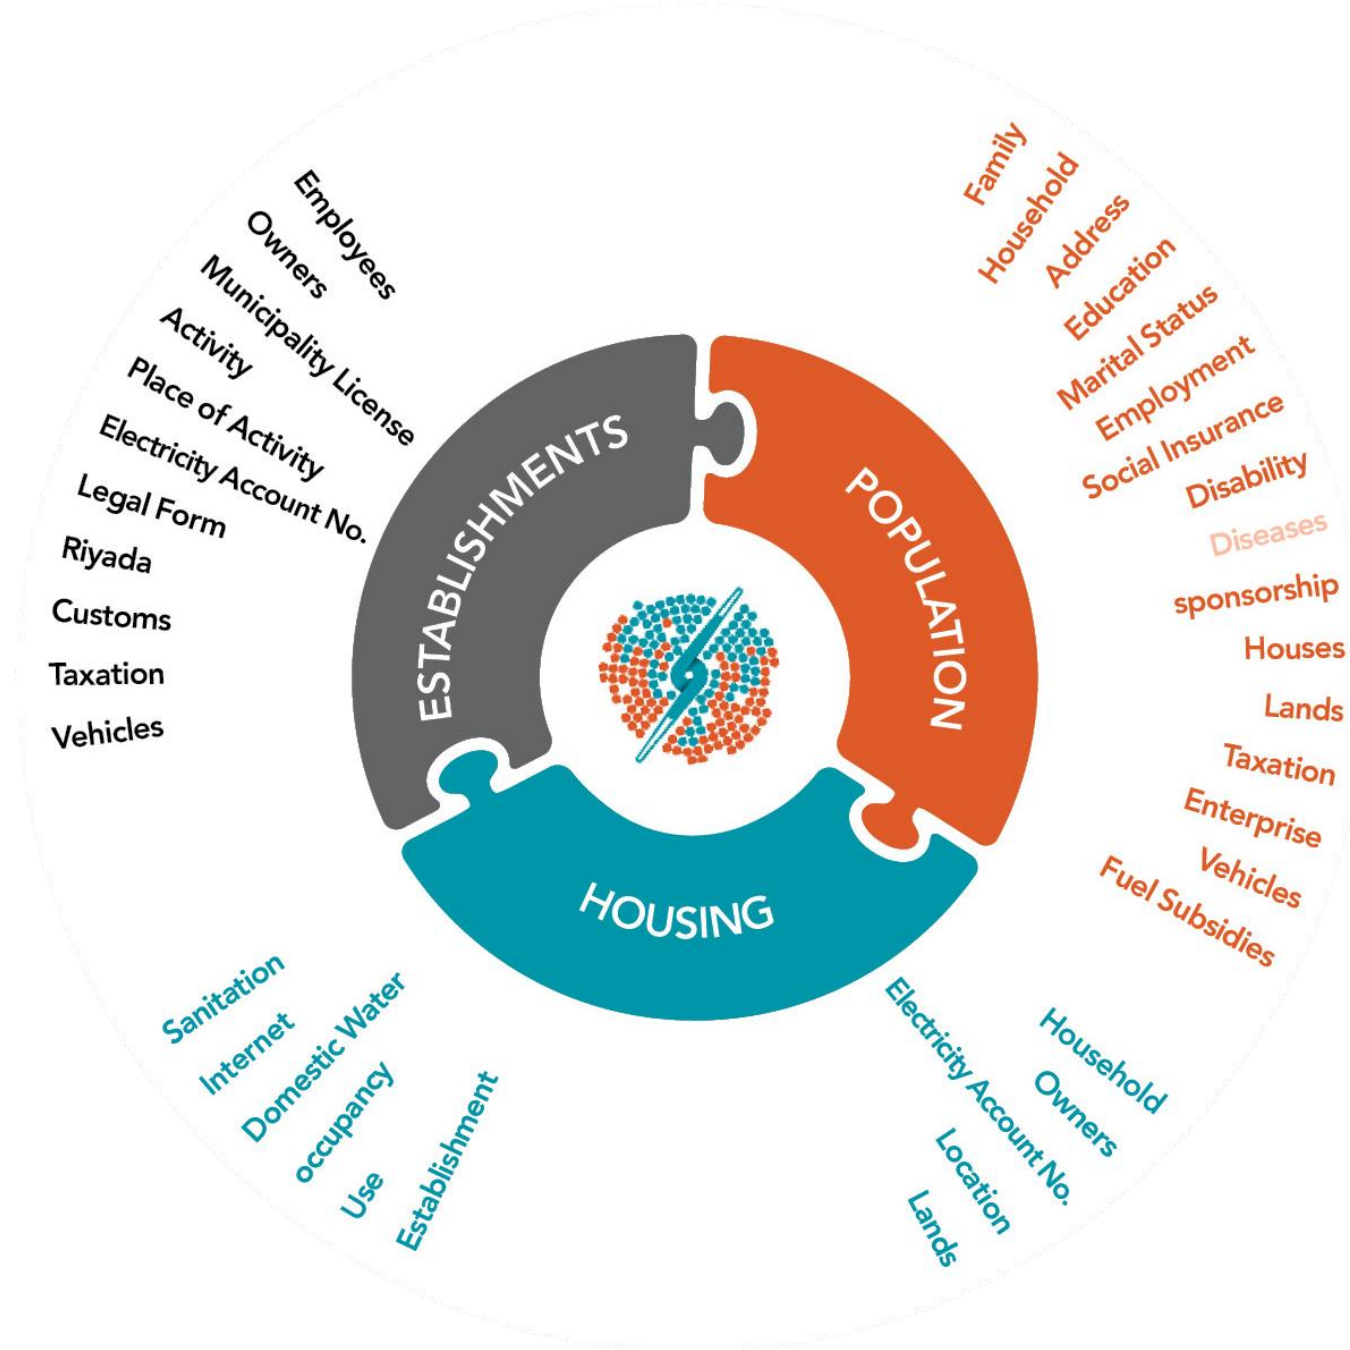 ESTABLISHMENTS
Employees
Owners
Municipality License
Activity
Place of Activity
Electricity Account No.
Legal Form
Riyada
Customs
Taxation
Vehicles
POPULATION
Family
Household
Address
Education
Marital Status
Employment
Social Insurance
Disability
Diseases
sponsorship
Houses
Lands
Taxation
Enterprise
Vehicles
Fuel Subsidies
HOUSING
Household
Owners
Electricity Account No.
Location
Lands
Establishment
Use
occupancy
Domestic Water
Internet
Sanitation